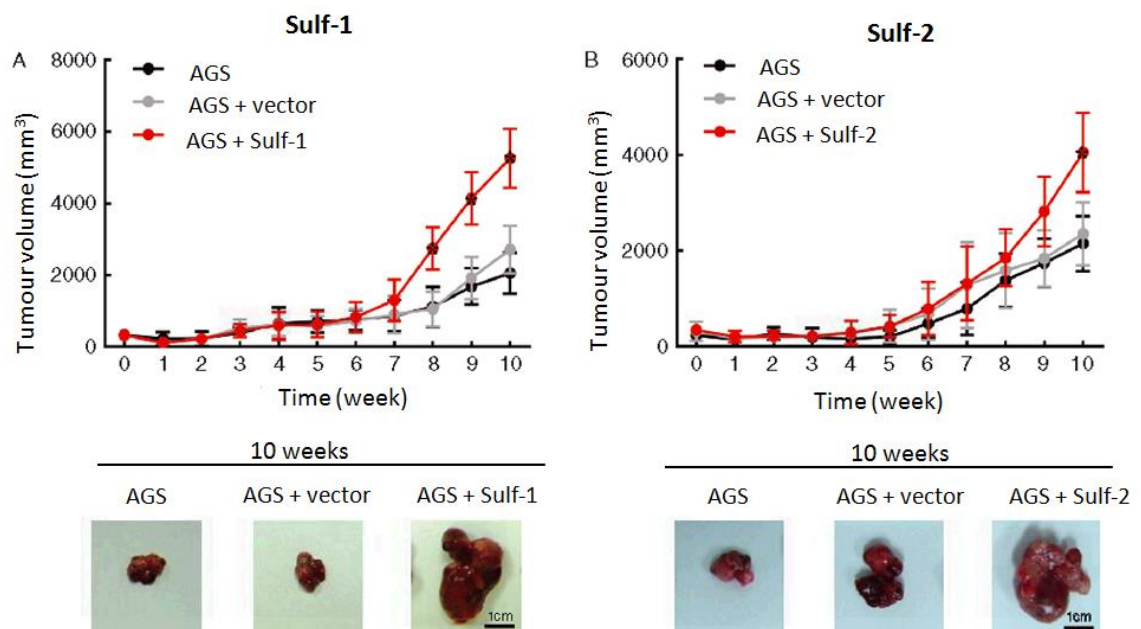 Sulf-1
A
8000
6000
4000
2000
0
Tumour volume (mm³)
AGS
AGS + vector
AGS + Sulf-1
0 1 2 3 4 5 6 7 8 9 10
Time (week)
10 weeks
AGS
AGS + vector
AGS + Sulf-1
1cm
Sulf-2
B
6000
4000
2000
0
Tumour volume (mm³)
AGS
AGS + vector
AGS + Sulf-2
0 1 2 3 4 5 6 7 8 9 10
Time (week)
10 weeks
AGS
AGS + vector
AGS + Sulf-2
1cm